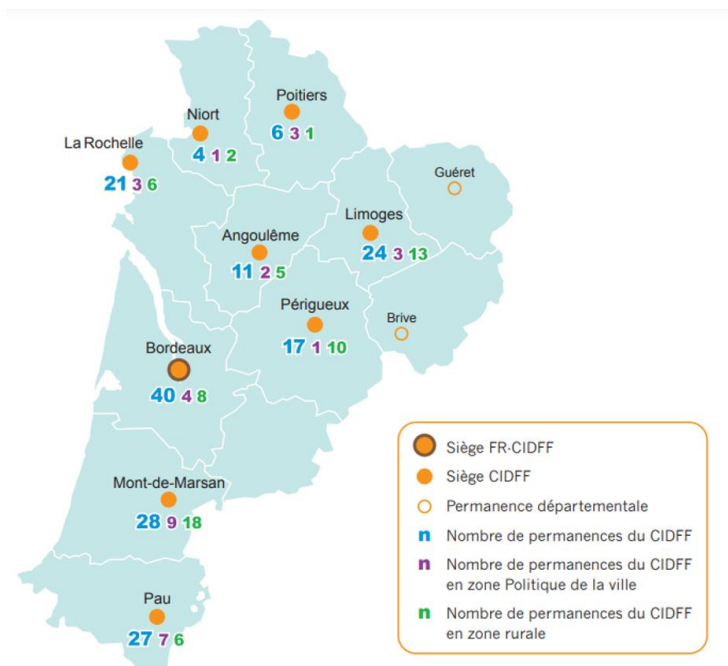 Poitiers
6 3 1
Niort
4 1 2
La Rochelle
21 3 6
Guéret
Limoges
24 3 13
Angoulême
11 2 5
Périgueux
17 1 10
Brive
Bordeaux
40 4 8
Mont-de-Marsan
28 9 18
Pau
27 7 6
Siège FR-CIDFF
Siège CIDFF
Permanence départementale
n Nombre de permanences du CIDFF
n Nombre de permanences du CIDFF
en zone Politique de la ville
n Nombre de permanences du CIDFF
en zone rurale